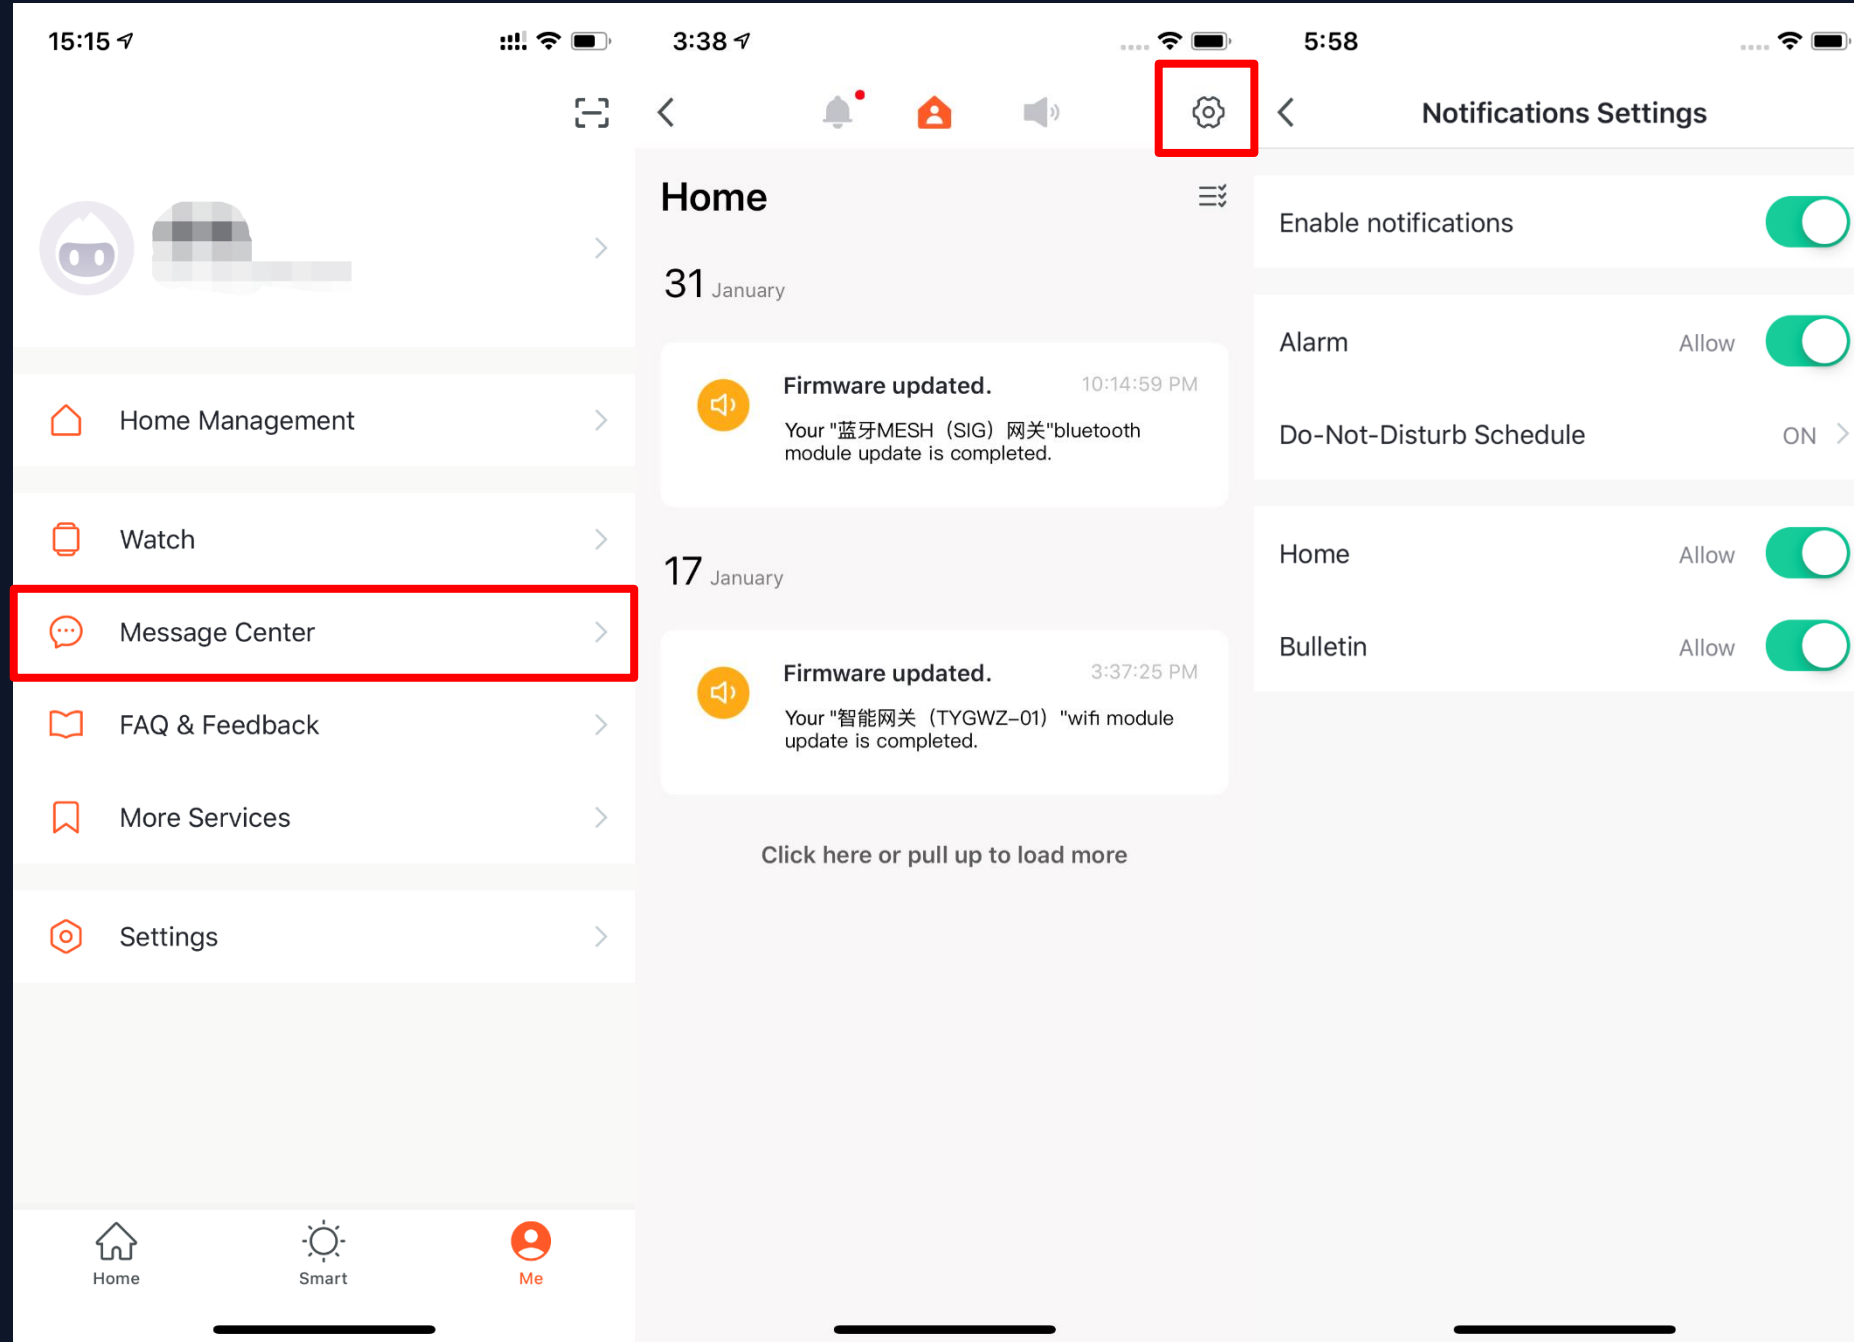 15:15
Home Management
Watch
Message Center
FAQ & Feedback
More Services
Settings
Home
Smart
Me
3:38
Home
31 January
Firmware updated.
10:14:59 PM
Your "蓝牙MESH（SIG）网关"bluetooth
module update is completed.
17 January
Firmware updated.
3:37:25 PM
Your "智能网关（TYGWZ-01）"wifi module
update is completed.
Click here or pull up to load more
5:58
Notifications Settings
Enable notifications
Alarm
Allow
Do-Not-Disturb Schedule
ON
Home
Allow
Bulletin
Allow